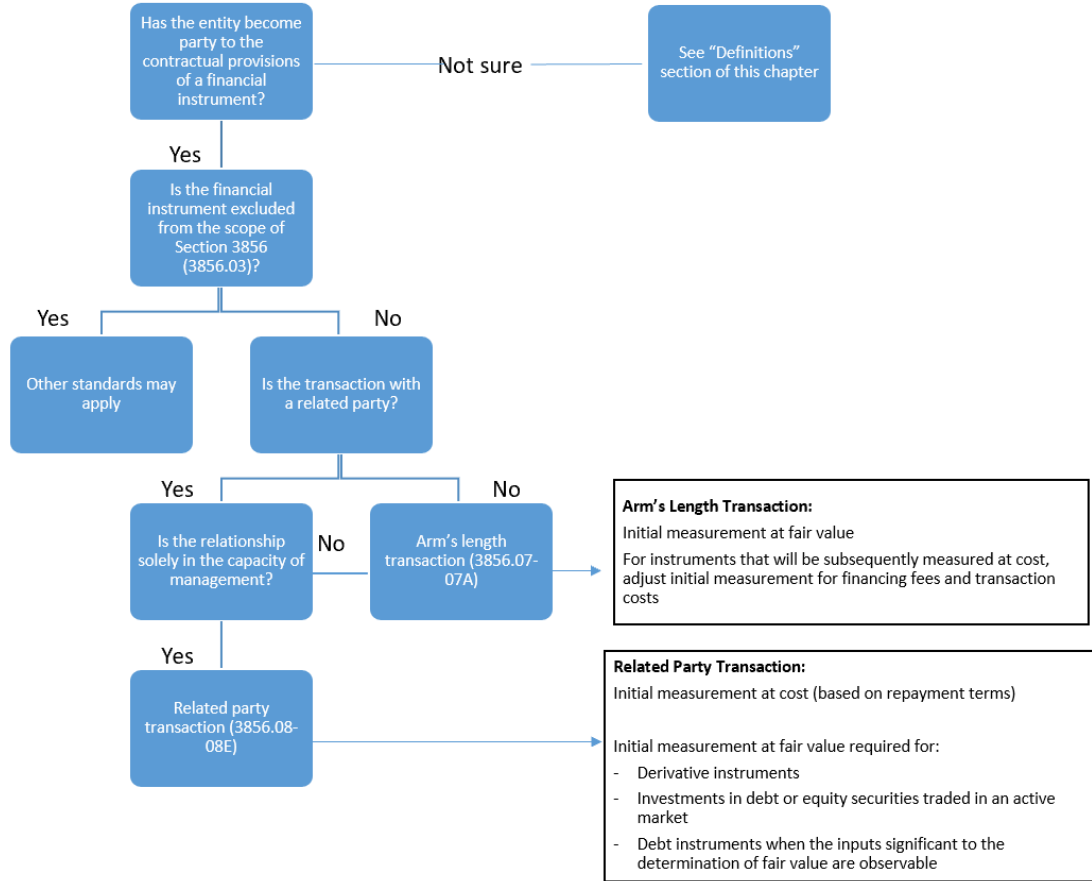 Has the entity become
party to the
contractual provisions
of a financial
instrument?
Not sure
See “Definitions”
section of this chapter
Yes
Is the financial
instrument excluded
from the scope of
Section 3856
(3856.03)?
Yes
No
Other standards may
apply
Is the transaction with
a related party?
Yes
No
Is the relationship
solely in the capacity of
management?
No
Arm’s length
transaction (3856.07-
07A)
Arm’s Length Transaction:
Initial measurement at fair value
For instruments that will be subsequently measured at cost,
adjust initial measurement for financing fees and transaction
costs
Yes
Related party
transaction (3856.08-
08E)
Related Party Transaction:
Initial measurement at cost (based on repayment terms)
Initial measurement at fair value required for:
- Derivative instruments
- Investments in debt or equity securities traded in an active
market
- Debt instruments when the inputs significant to the
determination of fair value are observable